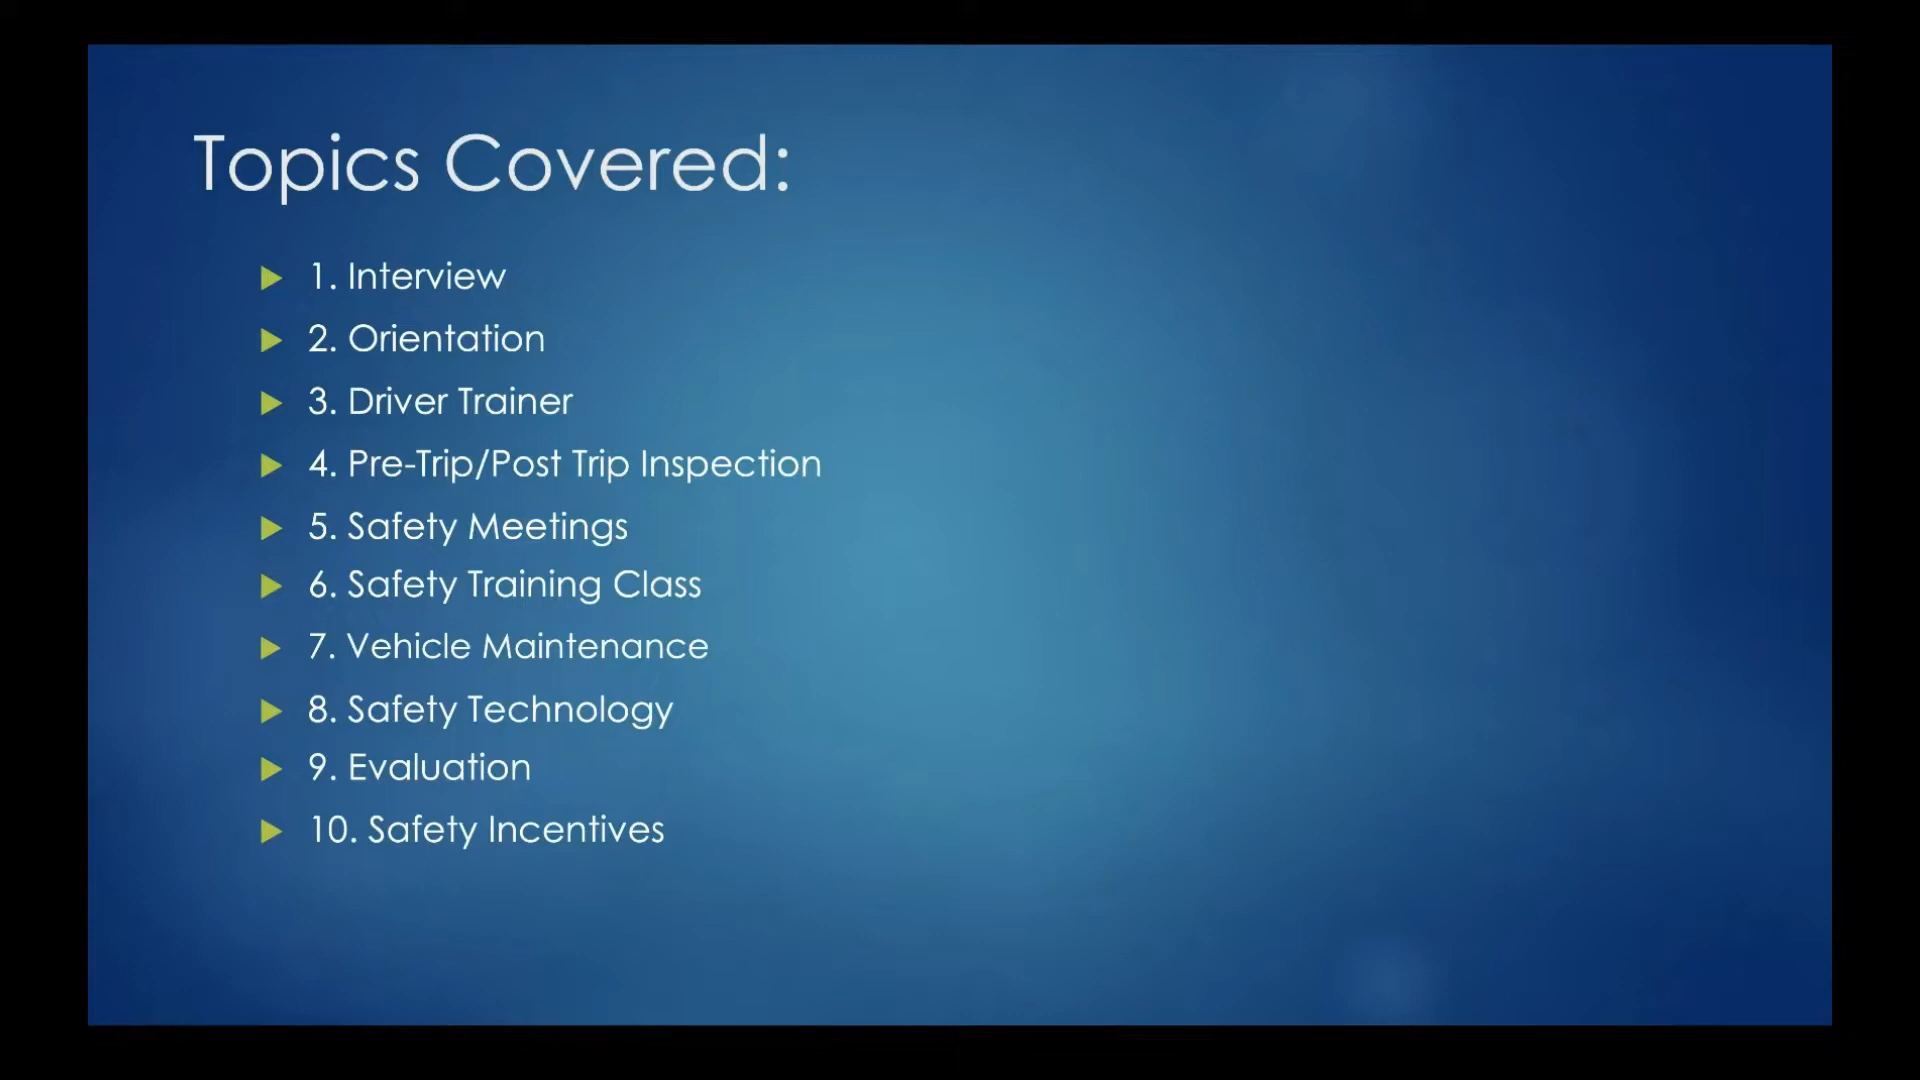 Topics Covered:
1. Interview
2. Orientation
3. Driver Trainer
4. Pre-Trip/Post Trip Inspection
5. Safety Meetings
6. Safety Training Class
7. Vehicle Maintenance
8. Safety Technology
9. Evaluation
10. Safety Incentives